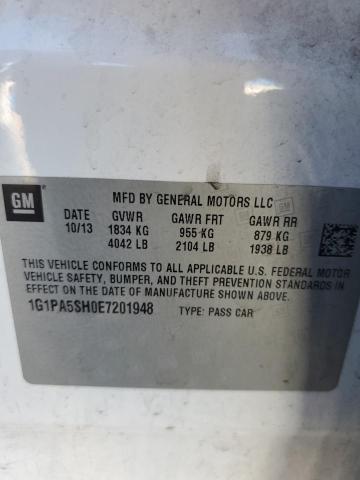 GM
MFD BY GENERAL MOTORS LLC
DATE GVWR GAWR FRT GAWR RR
10/13 1834 KG 955 KG 879 KG
4042 LB 2104 LB 1938 LB
THIS VEHICLE CONFORMS TO ALL APPLICABLE U.S. FEDERAL MOTOR
VEHICLE SAFETY, BUMPER, AND THEFT PREVENTION STANDARDS
IN EFFECT ON THE DATE OF MANUFACTURE SHOWN ABOVE.
1G1PA5SH0E7201948 TYPE: PASS CAR